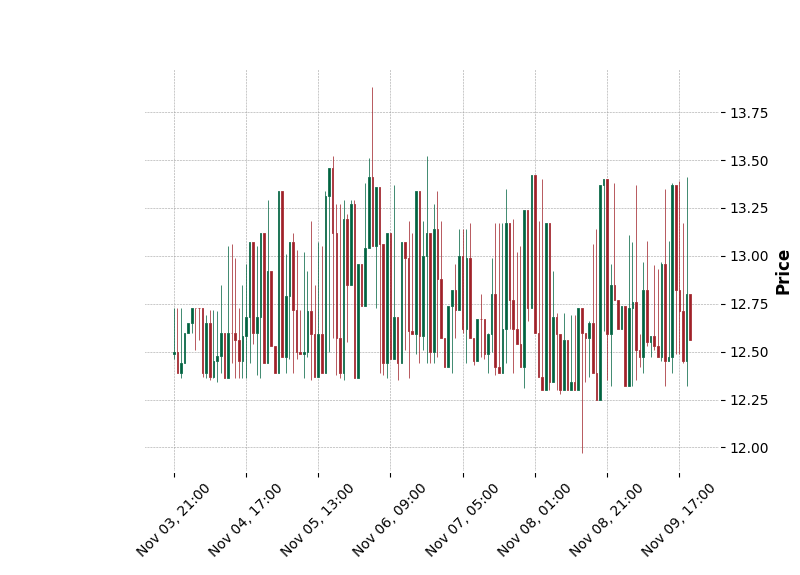 13.75
13.50
13.25
13.00
12.75
12.50
12.25
12.00
Price
Nov 03, 21:00
Nov 04, 17:00
Nov 05, 13:00
Nov 06, 09:00
Nov 07, 05:00
Nov 08, 01:00
Nov 08, 21:00
Nov 09, 17:00